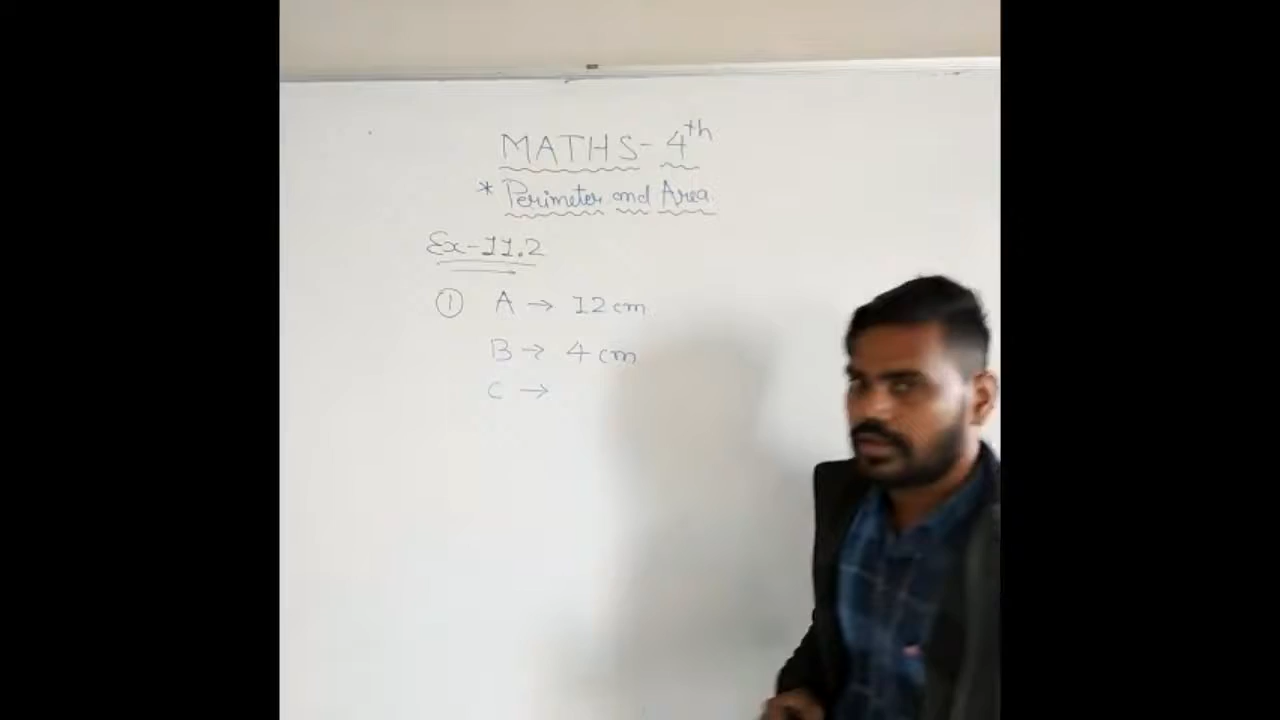 MATHS- 4th
* Perimeter and Area
Ex-11.2
① A → 12 cm
B → 4 cm
C →